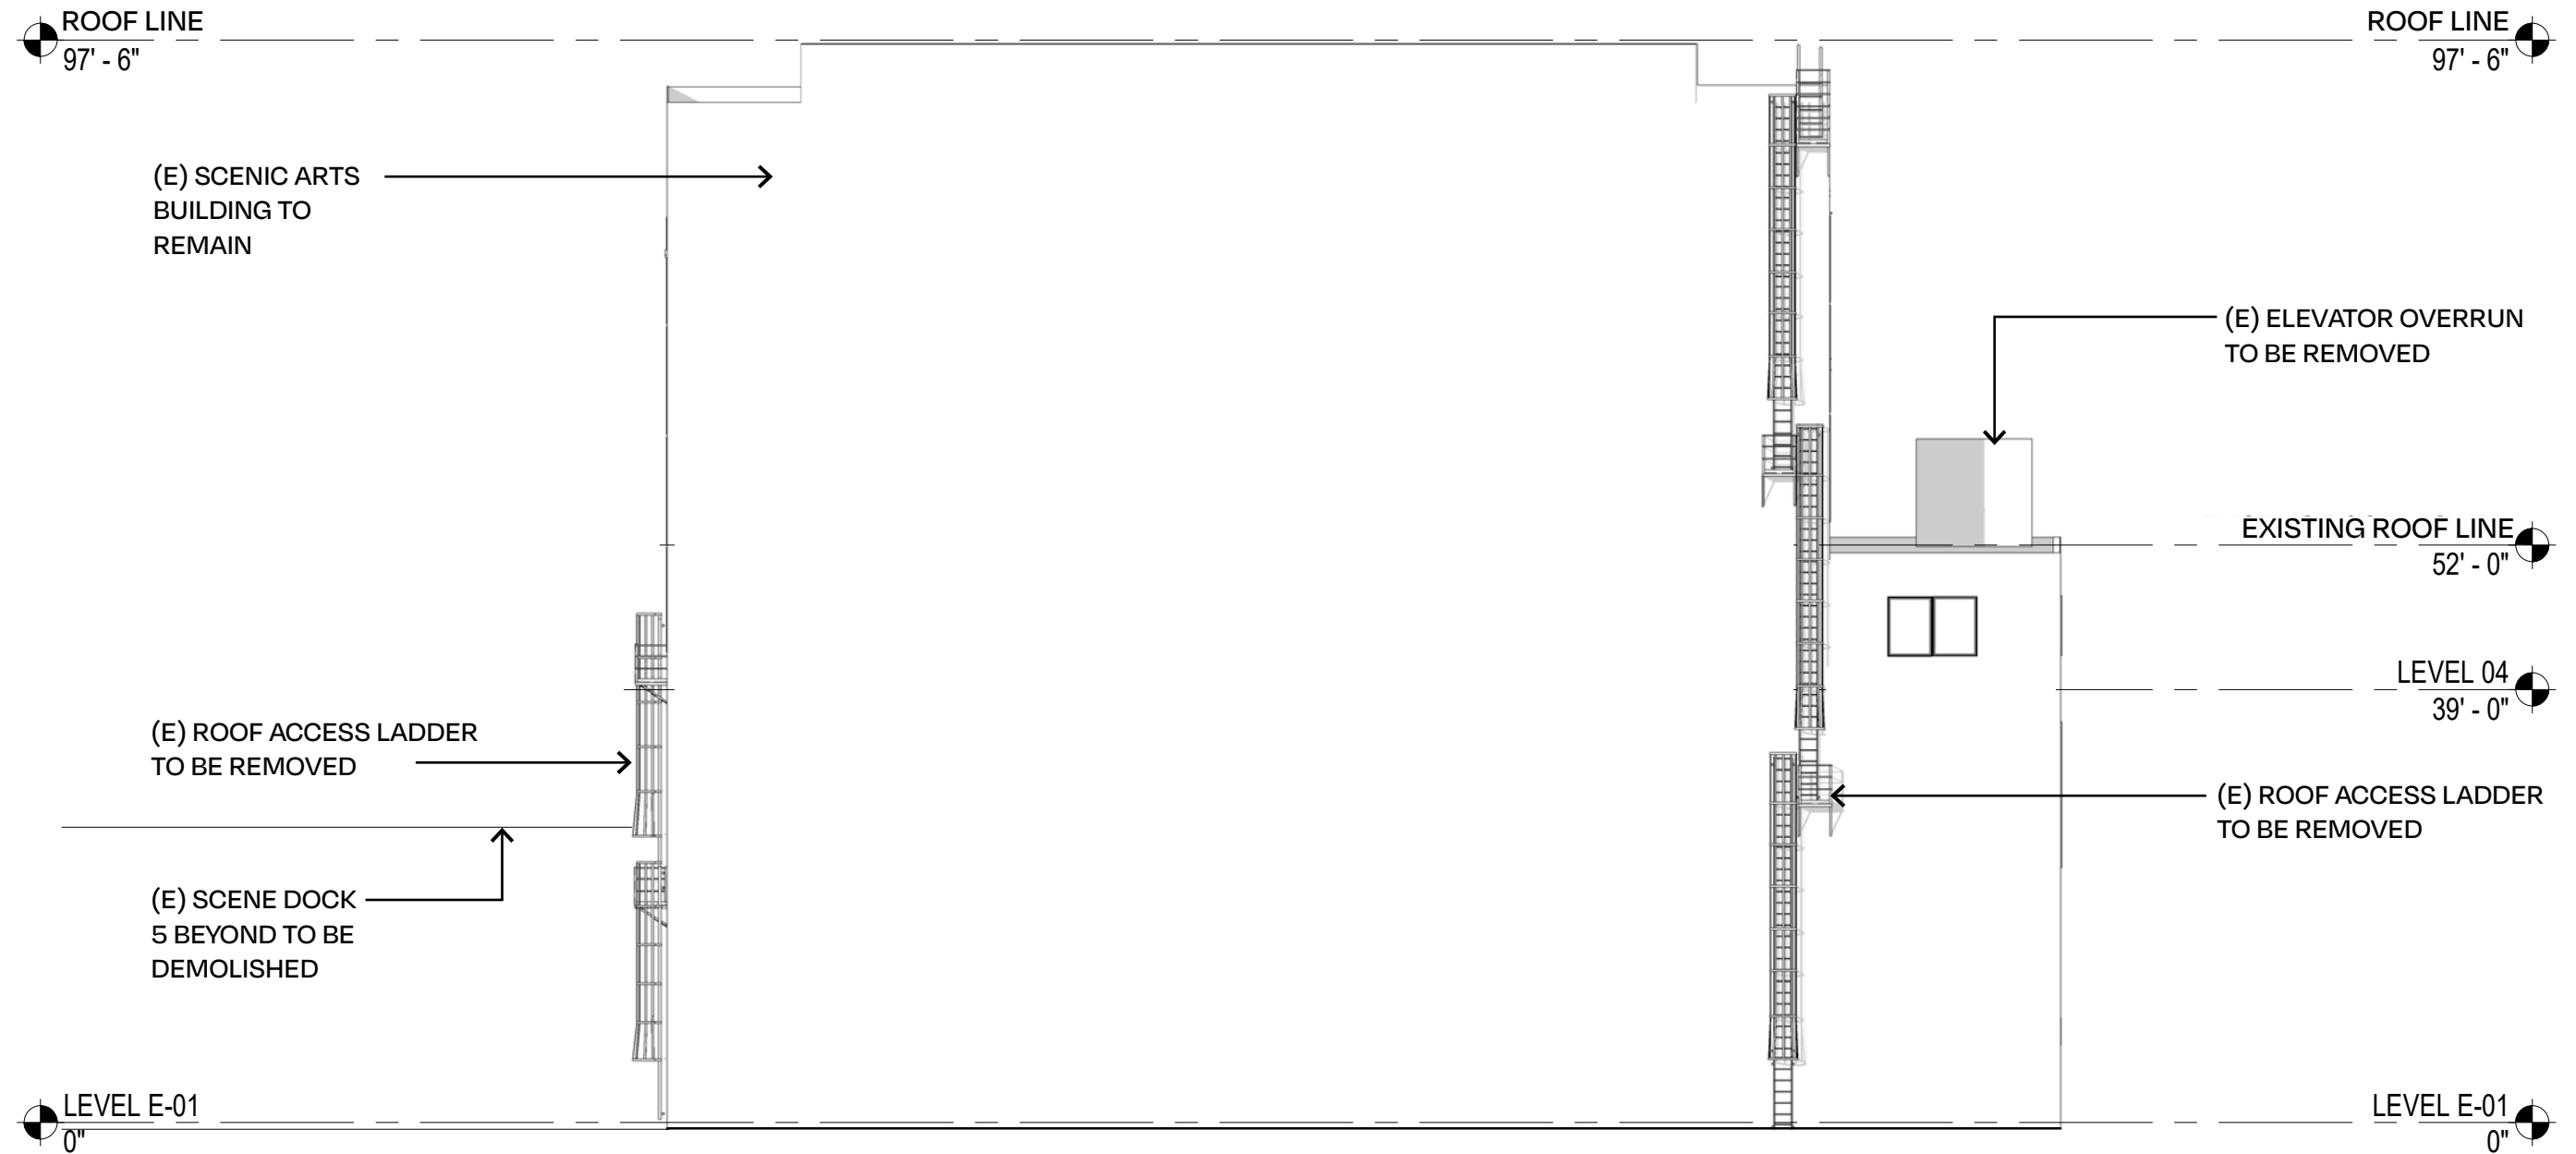 ROOF LINE
97' - 6"
ROOF LINE
97' - 6"
(E) SCENIC ARTS
BUILDING TO
REMAIN
(E) ELEVATOR OVERRUN
TO BE REMOVED
EXISTING ROOF LINE
52' - 0"
LEVEL 04
39' - 0"
(E) ROOF ACCESS LADDER
TO BE REMOVED
(E) ROOF ACCESS LADDER
TO BE REMOVED
(E) SCENE DOCK
5 BEYOND TO BE
DEMOLISHED
LEVEL E-01
0"
LEVEL E-01
0"